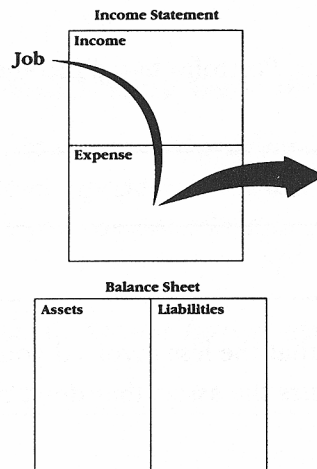 Income Statement
Income
Job
Expense
Balance Sheet
Assets Liabilities